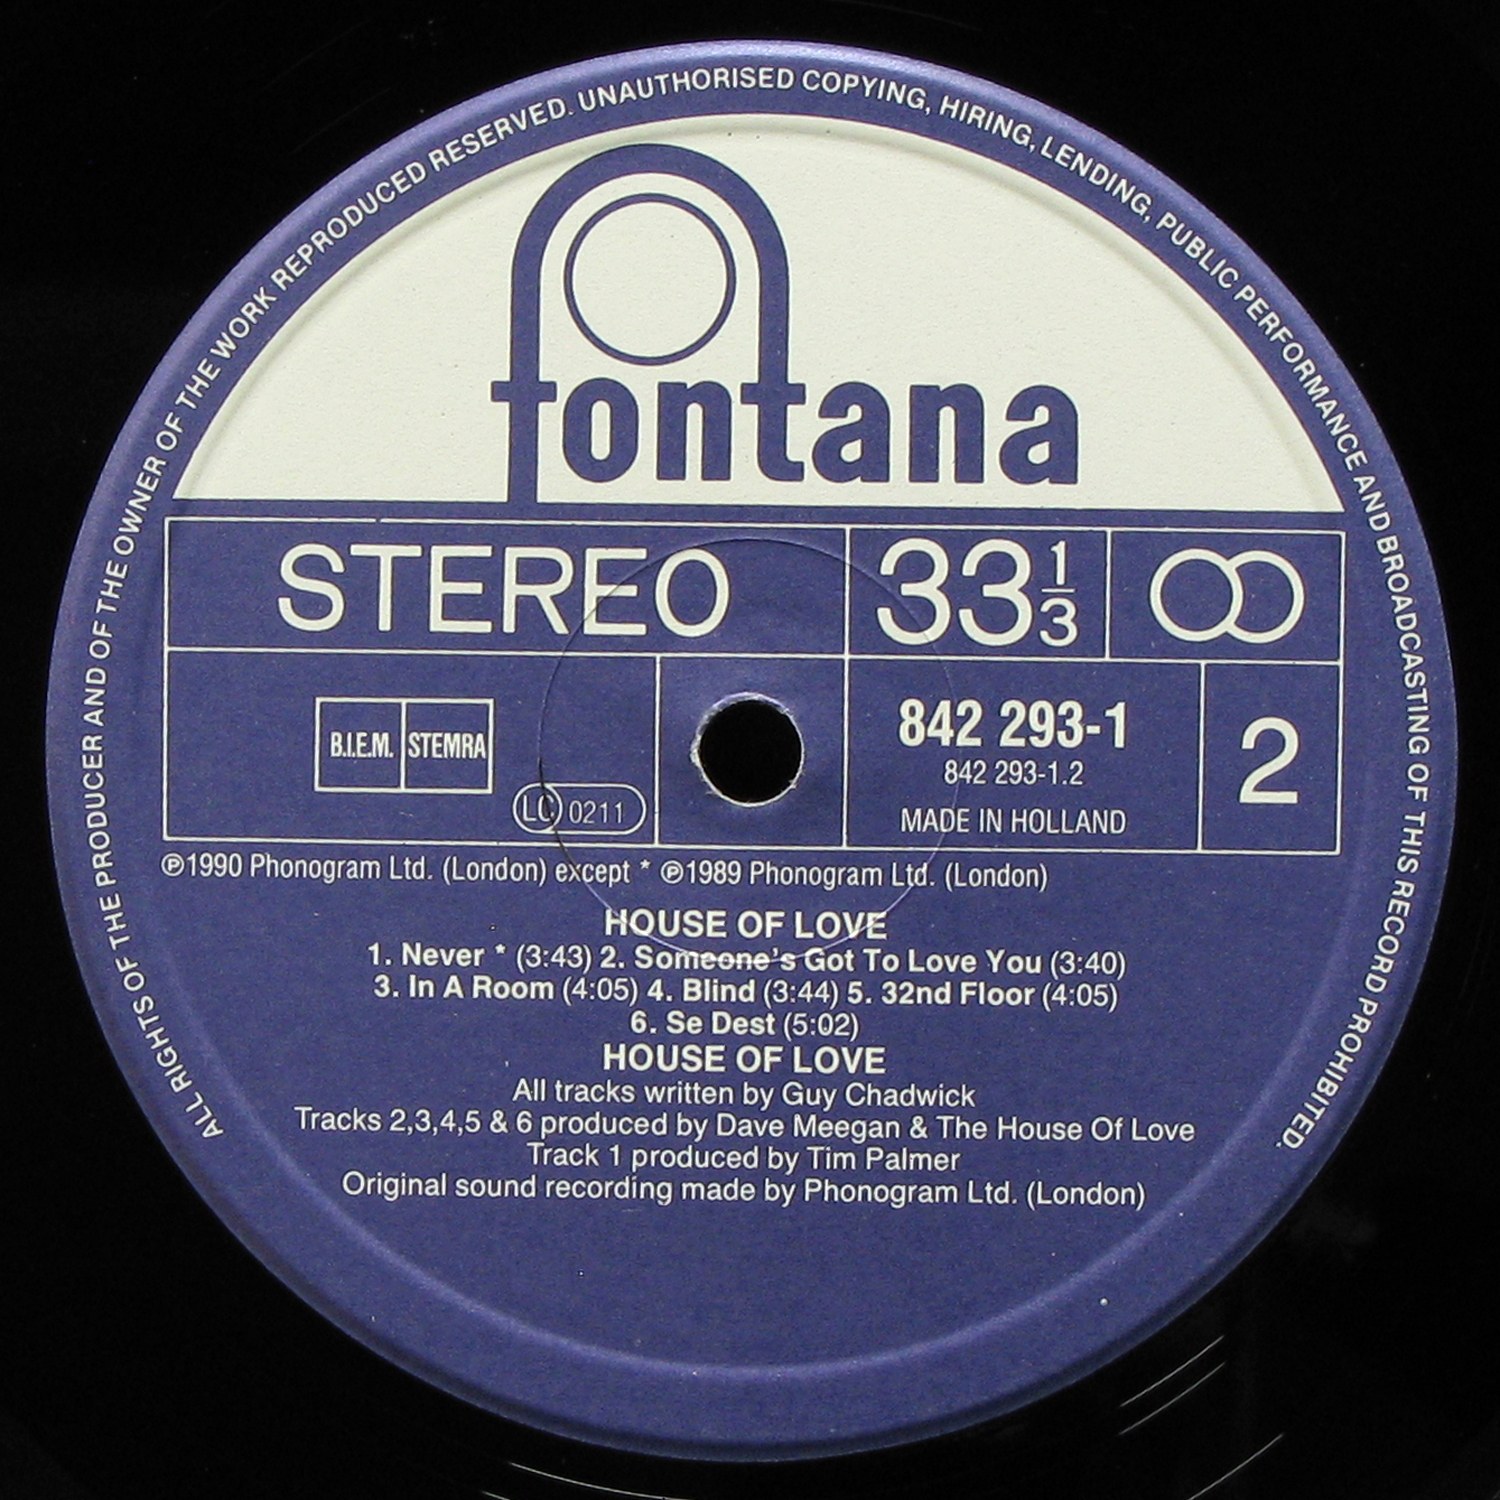 ALL RIGHTS OF THE PRODUCER AND OF THE OWNER OF THE WORK REPRODUCED RESERVED. UNAUTHORISED COPYING, HIRING, LENDING, PUBLIC PERFORMANCE AND BROADCASTING OF THIS RECORD PROHIBITED.
fontana
STEREO 33 1/3
B.I.E.M. STEMRA
LC 0211
842 293-1
842 293-1.2
MADE IN HOLLAND
2
℗1990 Phonogram Ltd. (London) except * ℗1989 Phonogram Ltd. (London)
HOUSE OF LOVE
1. Never * (3:43) 2. Someone's Got To Love You (3:40)
3. In A Room (4:05) 4. Blind (3:44) 5. 32nd Floor (4:05)
6. Se Dest (5:02)
HOUSE OF LOVE
All tracks written by Guy Chadwick
Tracks 2,3,4,5 & 6 produced by Dave Meegan & The House Of Love
Track 1 produced by Tim Palmer
Original sound recording made by Phonogram Ltd. (London)